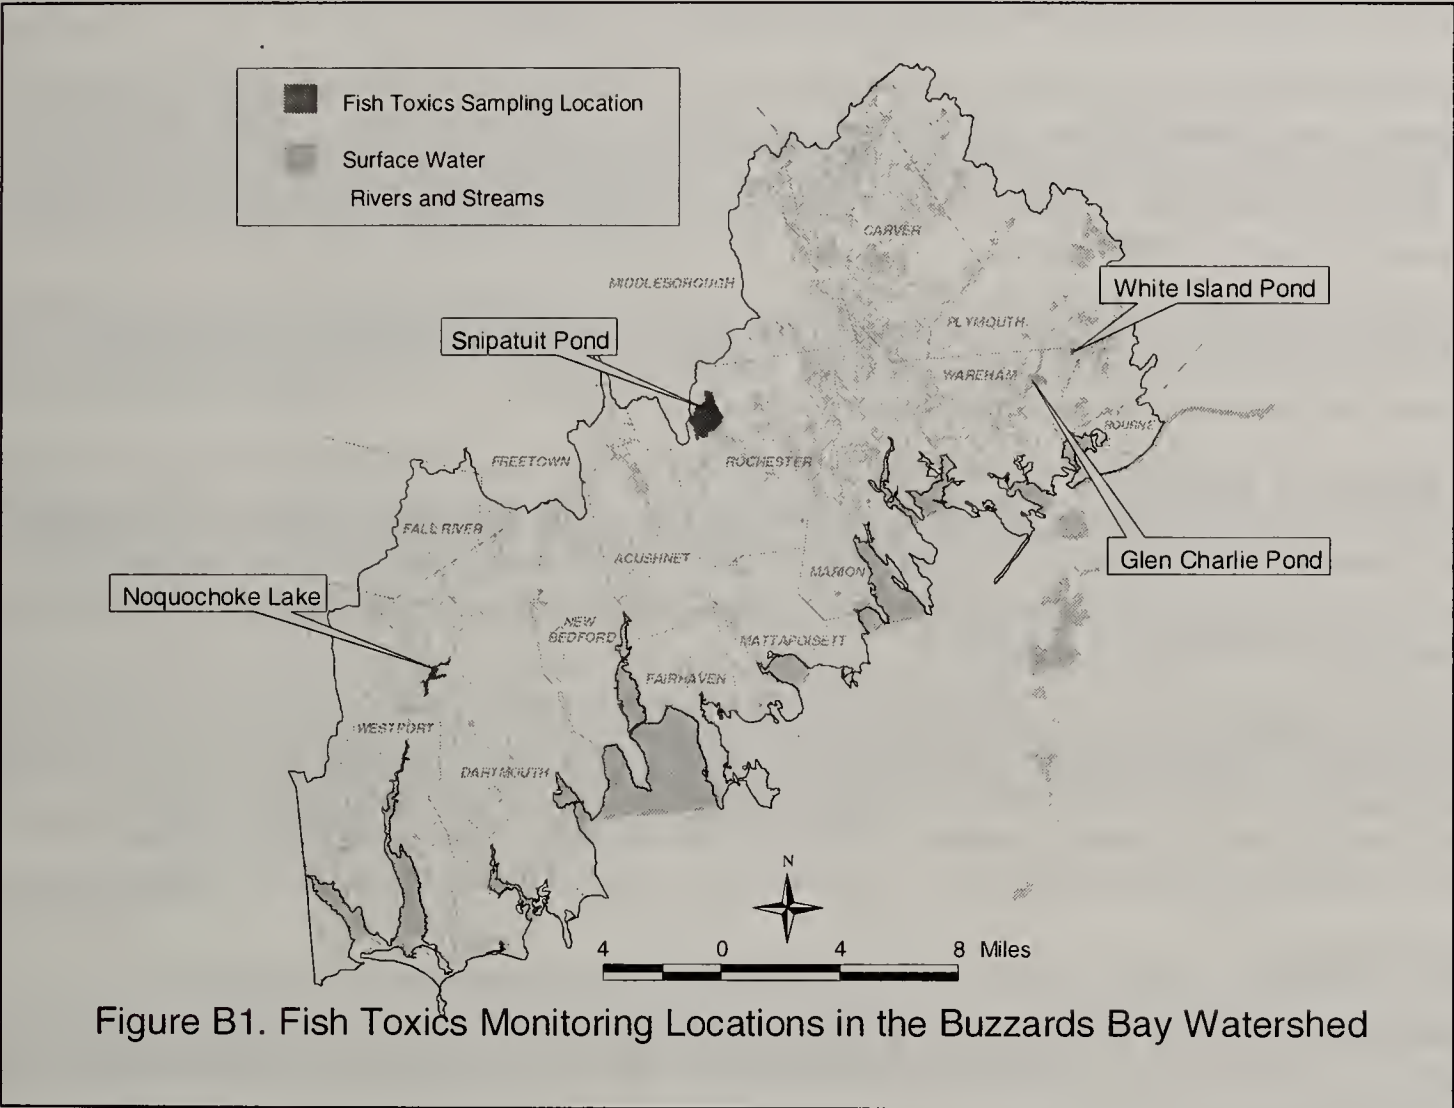 Fish Toxics Sampling Location
Surface Water
Rivers and Streams
CARVER
MIDDLEBOROUGH
White Island Pond
PLYMOUTH
Snipatuit Pond
WAREHAM
BOURNE
FREETOWN
ROCHESTER
FALL RIVER
ACUSHNET
Glen Charlie Pond
MARION
Noquochoke Lake
NEW
BEDFORD
MATTAPOISETT
FAIRHAVEN
WESTPORT
DARTMOUTH
N
4 0 4 8 Miles
Figure B1. Fish Toxics Monitoring Locations in the Buzzards Bay Watershed